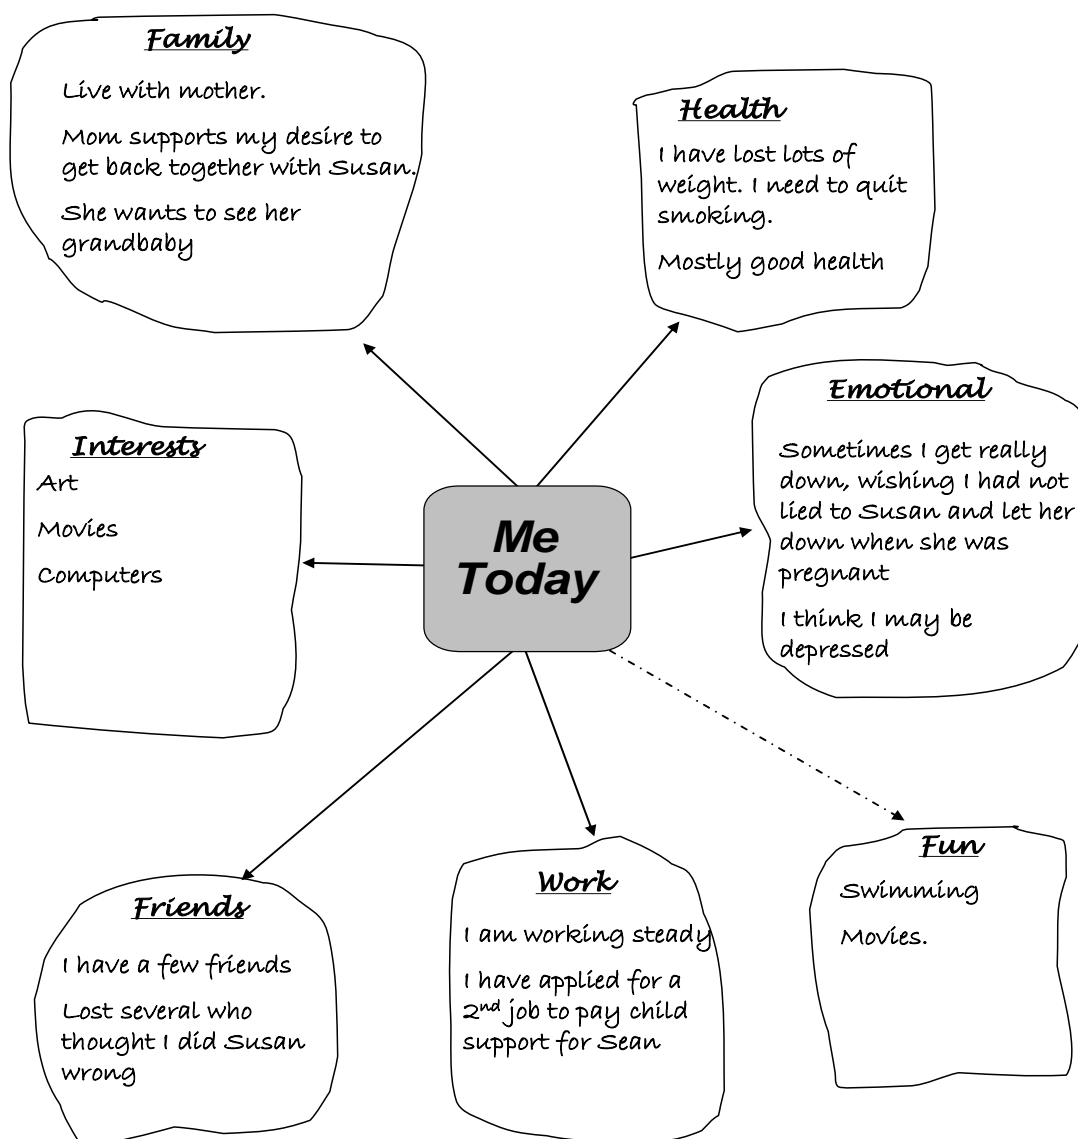 Family
Live with mother.
Mom supports my desire to
get back together with Susan.
She wants to see her
grandbaby
Health
I have lost lots of
weight. I need to quit
smoking.
Mostly good health
Interests
Art
Movies
Computers
Me
Today
Emotional
Sometimes I get really
down, wishing I had not
lied to Susan and let her
down when she was
pregnant
I think I may be
depressed
Friends
I have a few friends
Lost several who
thought I did Susan
wrong
Work
I am working steady
I have applied for a
2nd job to pay child
support for Sean
Fun
Swimming
Movies.